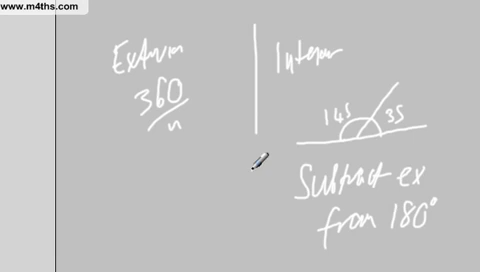 www.m4ths.com
Exterior
360
n
Interior
145 35
Subtract ex
from 180°